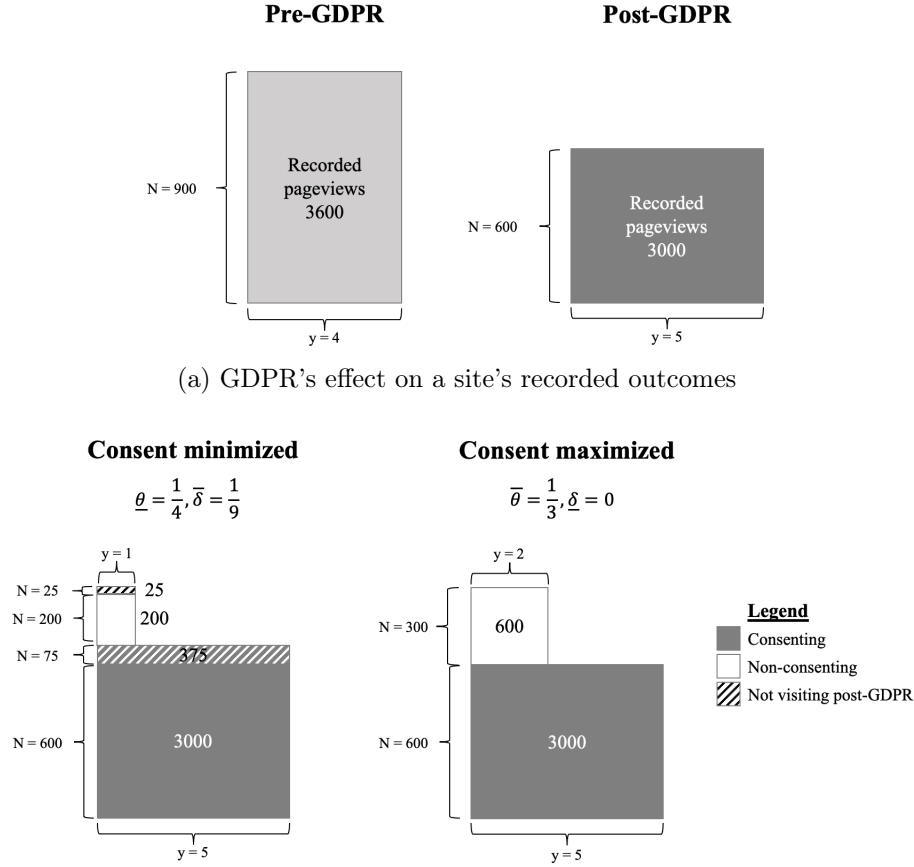 Pre-GDPR
Post-GDPR
N = 900
Recorded
pageviews
3600
y = 4
N = 600
Recorded
pageviews
3000
y = 5
(a) GDPR's effect on a site's recorded outcomes
Consent minimized
θ = 1/4, δ̅ = 1/9
y = 1
N = 25
25
N = 200
200
N = 75
375
N = 600
3000
y = 5
Consent maximized
θ̅ = 1/3, δ = 0
y = 2
N = 300
600
N = 600
3000
y = 5
Legend
Consenting
Non-consenting
Not visiting post-GDPR